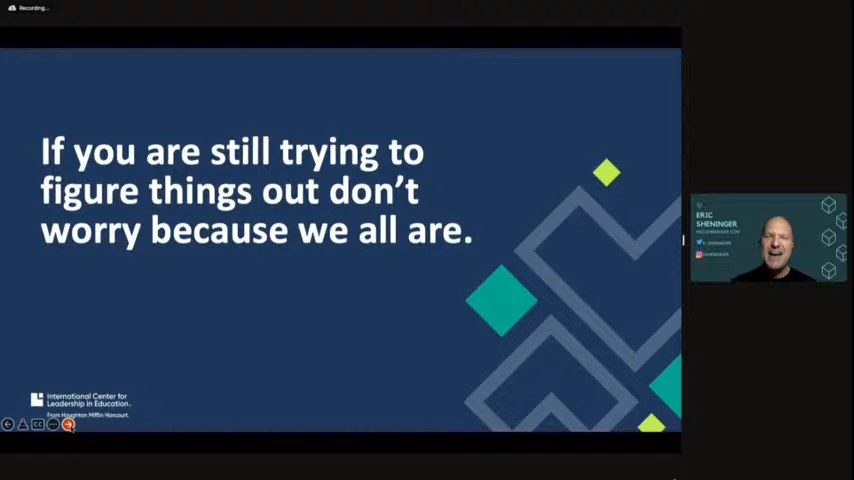 Recording...
If you are still trying to
figure things out don't
worry because we all are.
International Center for
Leadership in Education.
From Houghton Mifflin Harcourt.
CC
ERIC
SHENINGER